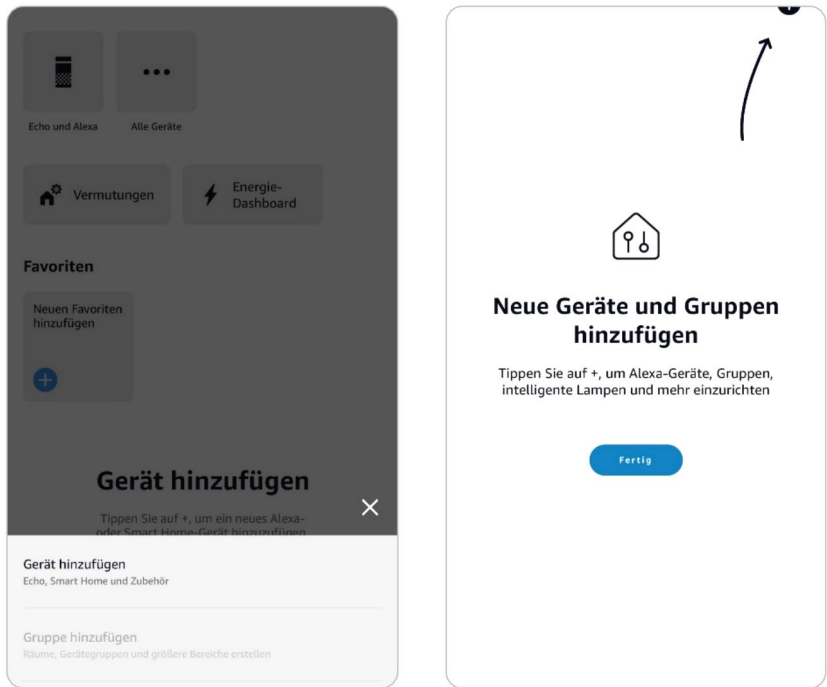 Echo und Alexa
Alle Geräte
Vermutungen
Energie-
Dashboard
Favoriten
Neuen Favoriten
hinzufügen
Gerät hinzufügen
Tippen Sie auf +, um ein neues Alexa-
oder Smart Home-Gerät hinzuzufügen
Gerät hinzufügen
Echo, Smart Home und Zubehör
Gruppe hinzufügen
Räume, Gerätegruppen und größere Bereiche erstellen
Neue Geräte und Gruppen
hinzufügen
Tippen Sie auf +, um Alexa-Geräte, Gruppen,
intelligente Lampen und mehr einzurichten
Fertig